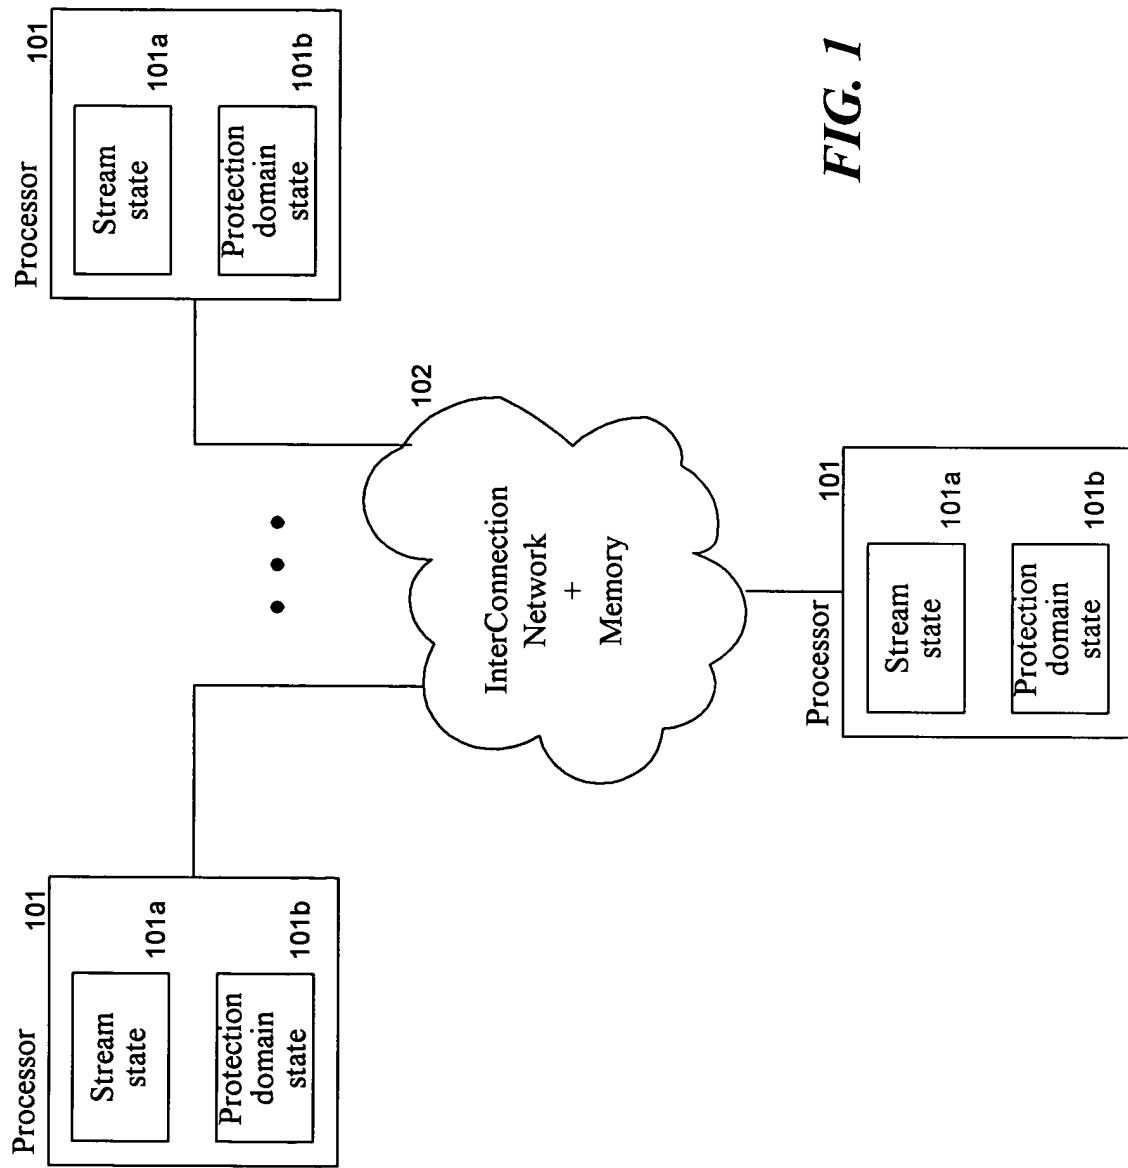 Processor
101
Stream
state
101a
Protection
domain
state
101b
Processor
101
Stream
state
101a
Protection
domain
state
101b
102
InterConnection
Network
+
Memory
Processor
101
Stream
state
101a
Protection
domain
state
101b
FIG. 1